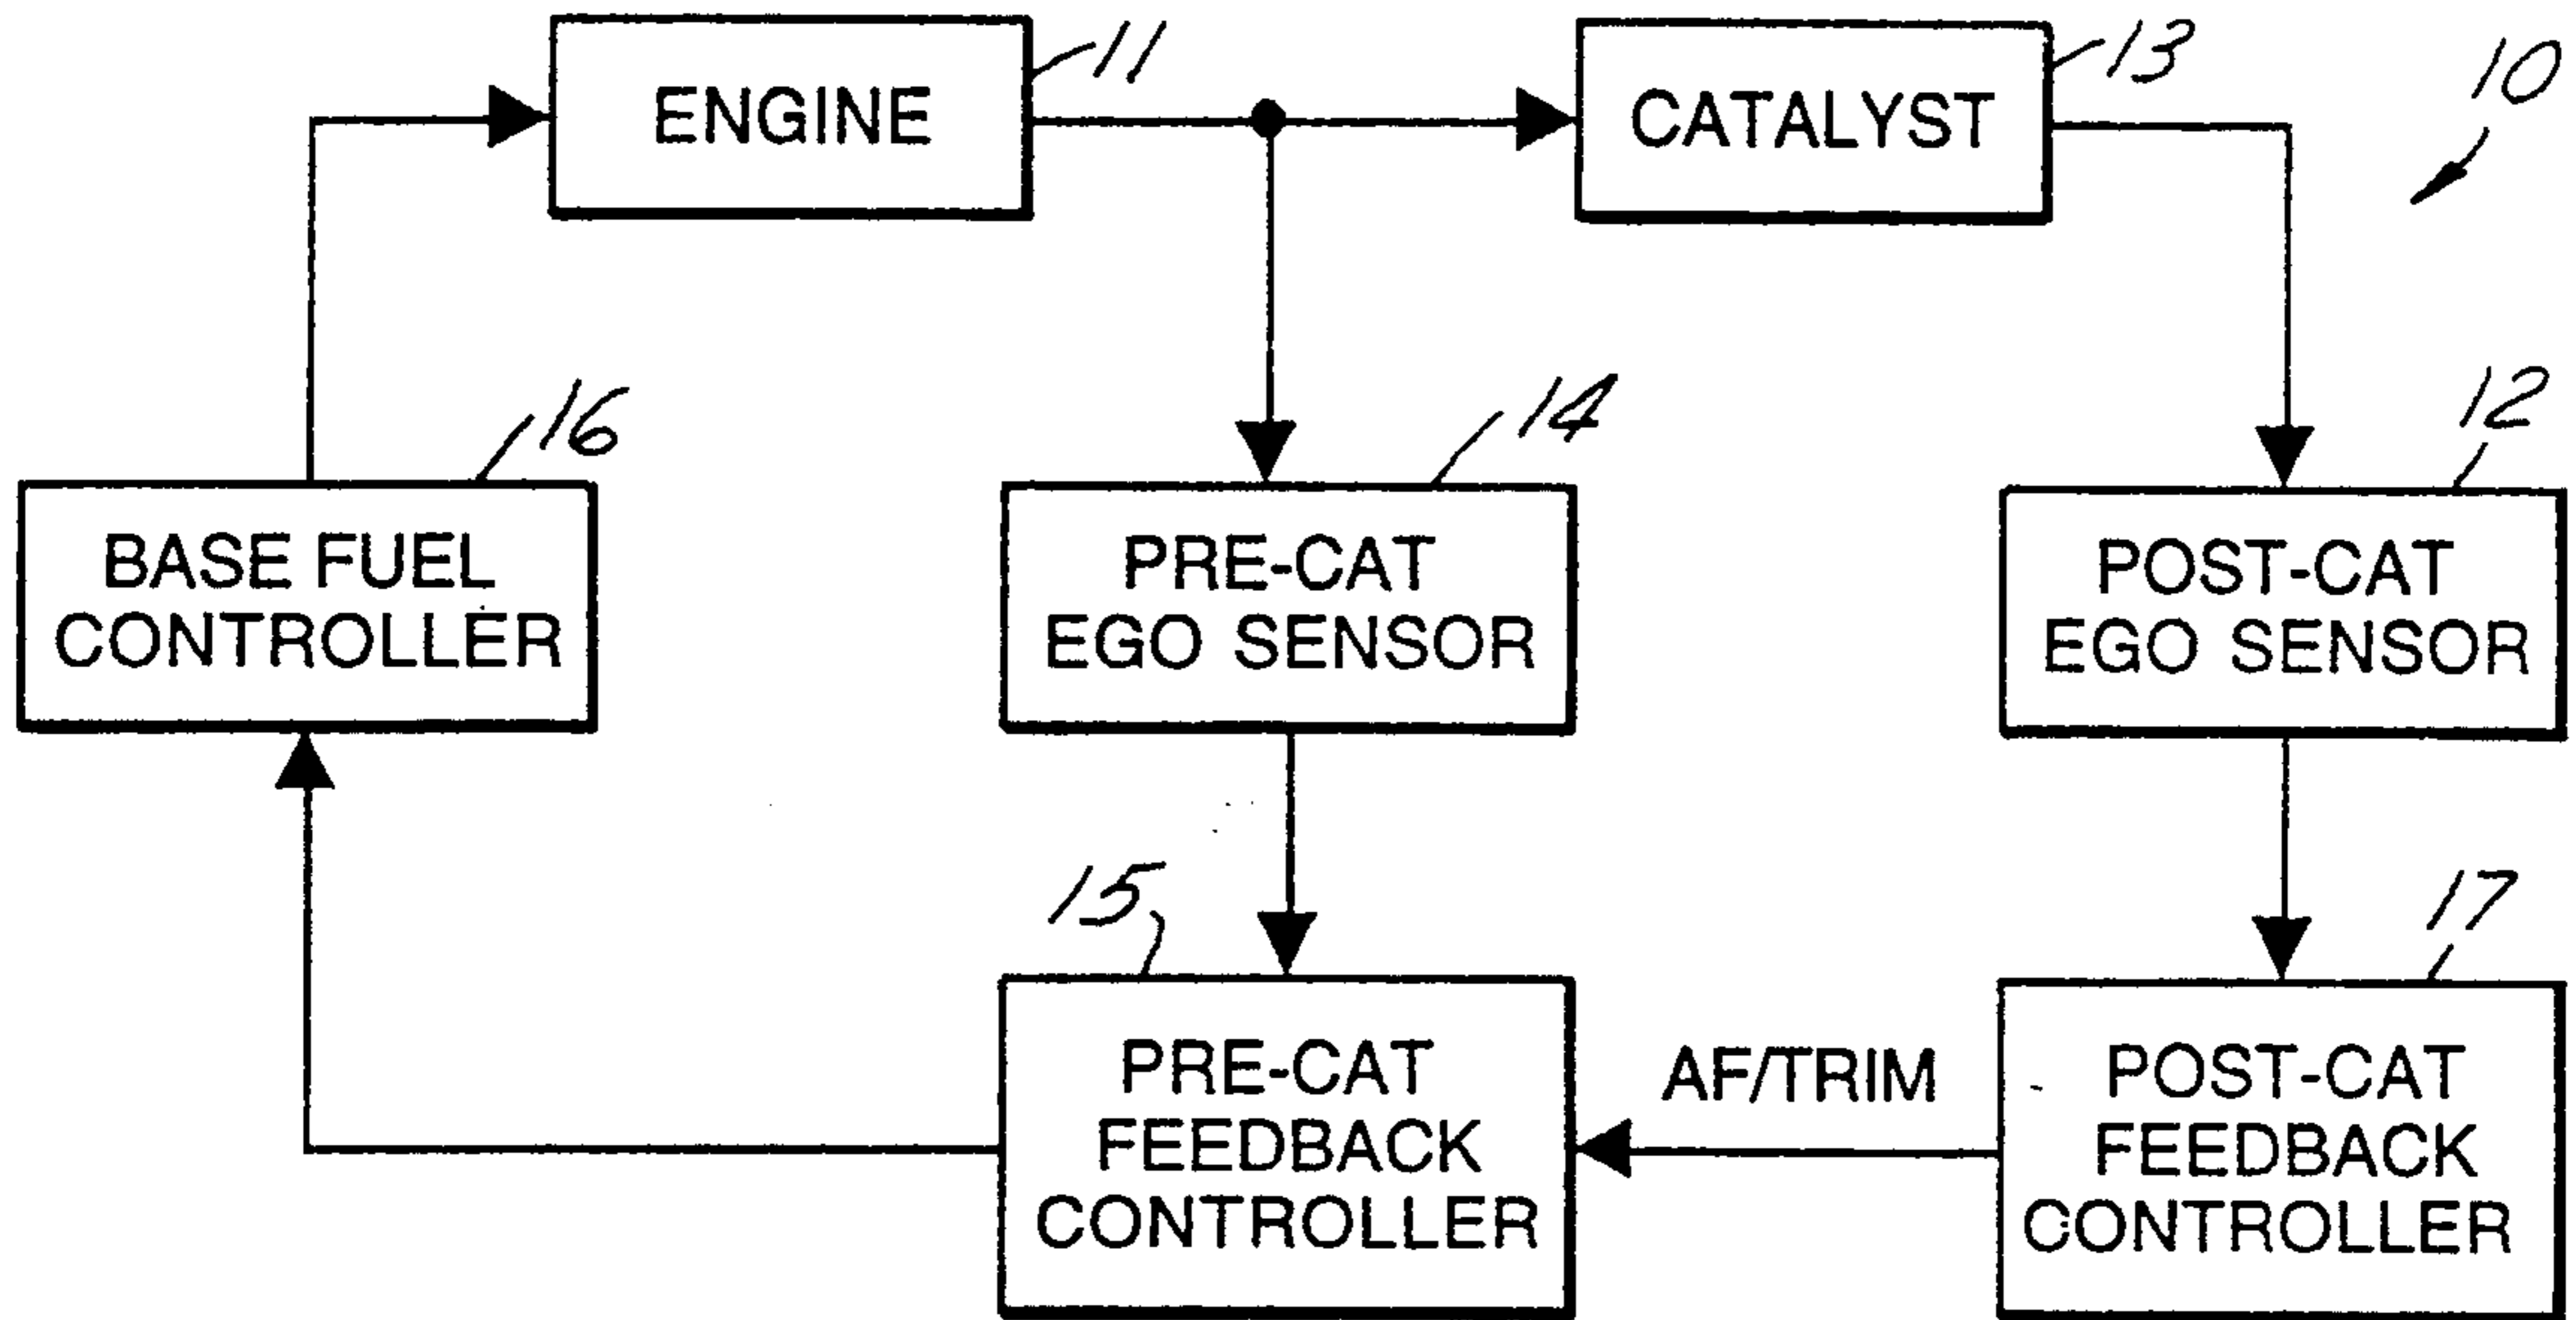 ENGINE
11
CATALYST
13
10
16
14
12
BASE FUEL
CONTROLLER
PRE-CAT
EGO SENSOR
POST-CAT
EGO SENSOR
15
17
PRE-CAT
FEEDBACK
CONTROLLER
AF/TRIM
POST-CAT
FEEDBACK
CONTROLLER